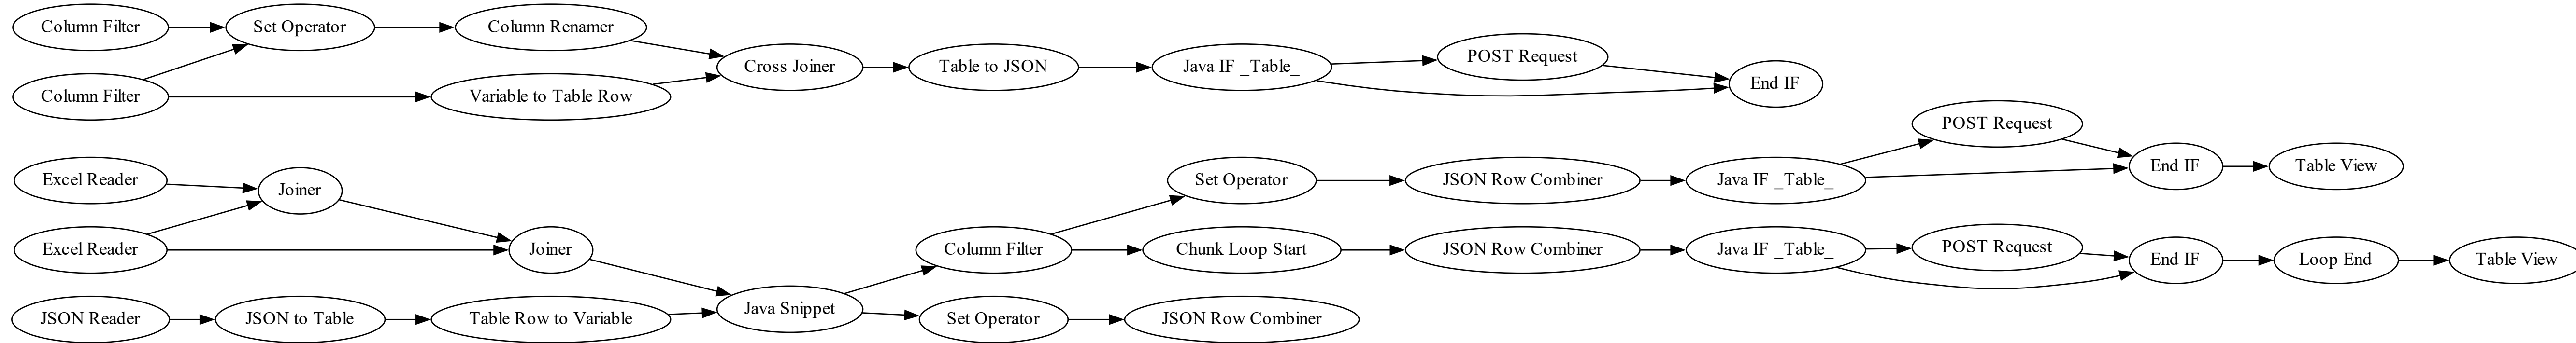 Column Filter
Set Operator
Column Renamer
Column Filter
Variable to Table Row
Cross Joiner
Table to JSON
Java IF _Table_
POST Request
End IF
Excel Reader
Joiner
Excel Reader
Joiner
JSON Reader
JSON to Table
Table Row to Variable
Java Snippet
Column Filter
Set Operator
JSON Row Combiner
Java IF _Table_
POST Request
End IF
Table View
Chunk Loop Start
JSON Row Combiner
Java IF _Table_
POST Request
End IF
Loop End
Table View
Set Operator
JSON Row Combiner